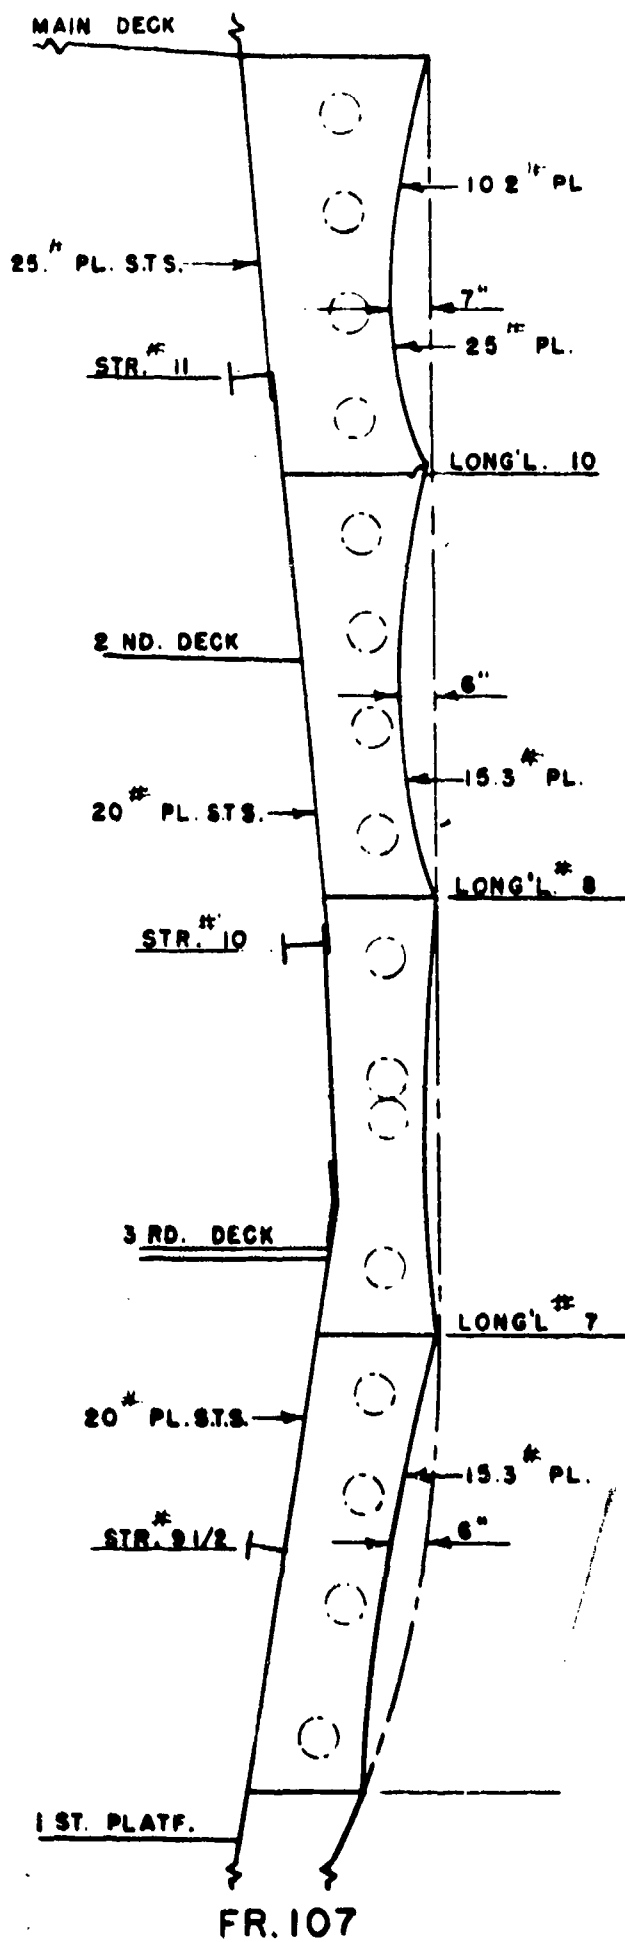 MAIN DECK
10 2 # PL
25.# PL. S.T S.
7"
25 # PL.
STR.# 11
LONG'L. 10
2 ND. DECK
6"
15.3 # PL.
20 # PL. S.T S.
LONG'L.# 8
STR.# 10
3 RD. DECK
LONG'L # 7
20 # PL. S.T.S.
15.3 # PL.
STR.# 9 1/2
6"
1 ST. PLATF.
FR. 107